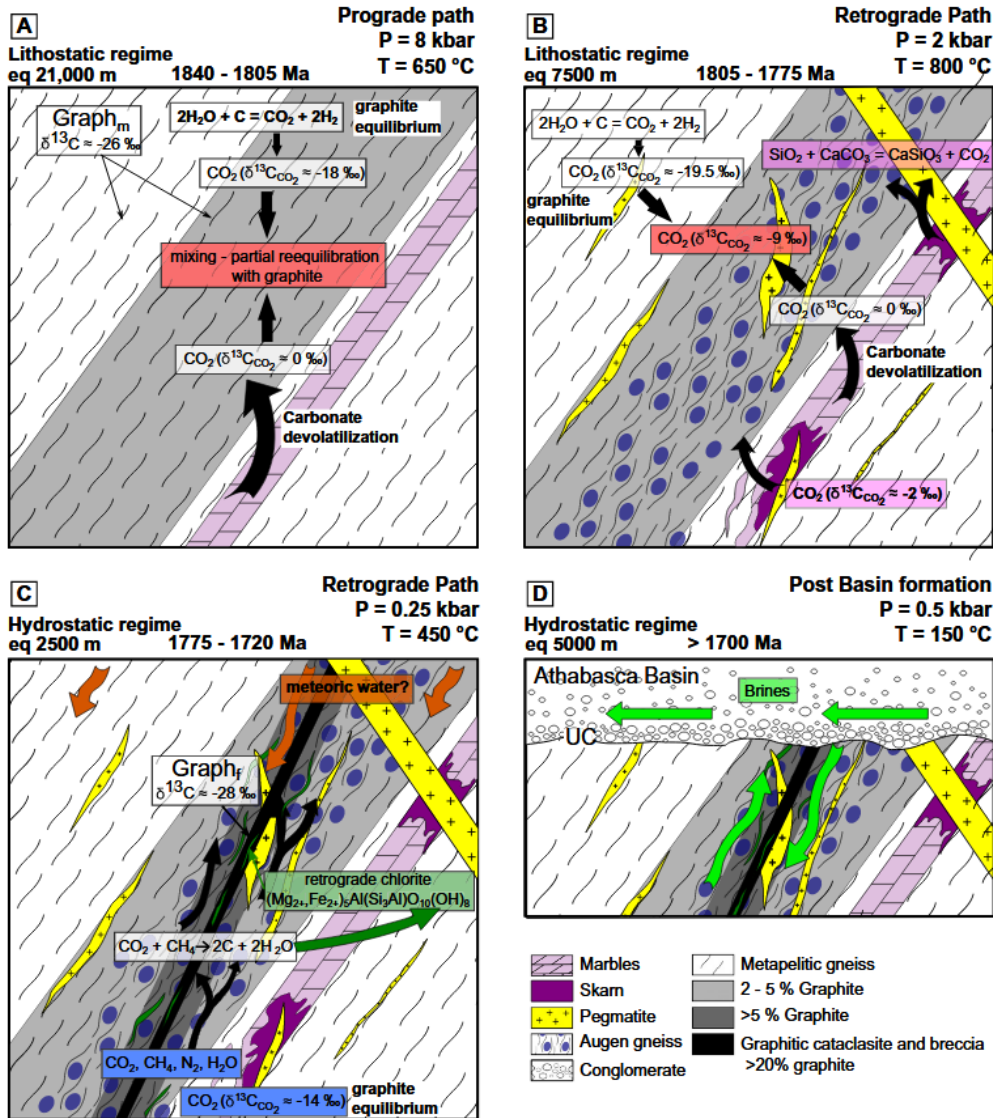 A
Prograde path
P = 8 kbar
T = 650 °C
Lithostatic regime
eq 21,000 m
1840 - 1805 Ma
Graphm
δ13C ≈ -26 ‰
2H2O + C = CO2 + 2H2
graphite
equilibrium
CO2 (δ13CCO2 ≈ -18 ‰)
mixing - partial reequilibration
with graphite
CO2 (δ13CCO2 ≈ 0 ‰)
Carbonate
devolatilization
B
Retrograde Path
P = 2 kbar
T = 800 °C
Lithostatic regime
eq 7500 m
1805 - 1775 Ma
2H2O + C = CO2 + 2H2
SiO2 + CaCO3 = CaSiO3 + CO2
CO2 (δ13CCO2 ≈ -19.5 ‰)
graphite
equilibrium
CO2 (δ13CCO2 ≈ -9 ‰)
CO2 (δ13CCO2 ≈ 0 ‰)
Carbonate
devolatilization
CO2 (δ13CCO2 ≈ -2 ‰)
C
Retrograde Path
P = 0.25 kbar
T = 450 °C
Hydrostatic regime
eq 2500 m
1775 - 1720 Ma
meteoric water?
Graphf
δ13C ≈ -28 ‰
retrograde chlorite
(Mg2+,Fe2+)5Al(Si3Al)O10(OH)8
CO2 + CH4→2C + 2H2O
CO2, CH4, N2, H2O
CO2 (δ13CCO2 ≈ -14 ‰)
graphite
equilibrium
D
Post Basin formation
P = 0.5 kbar
T = 150 °C
Hydrostatic regime
eq 5000 m
> 1700 Ma
Athabasca Basin
Brines
UC
Marbles
Skarn
Pegmatite
Augen gneiss
Conglomerate
Metapelitic gneiss
2 - 5 % Graphite
>5 % Graphite
Graphitic cataclasite and breccia
>20% graphite